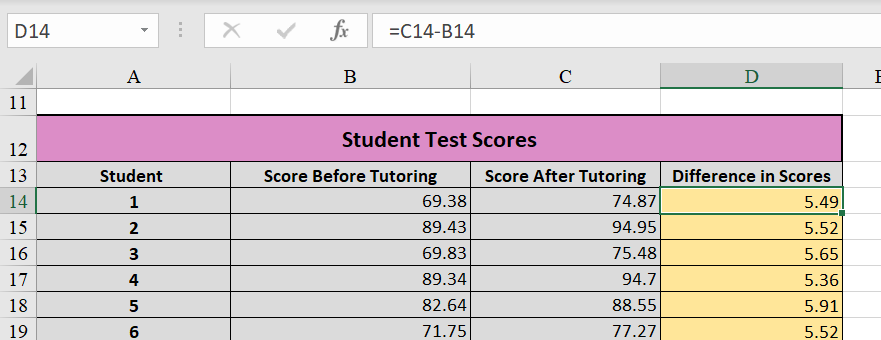 D14 fx =C14-B14
A B C D
11
12 Student Test Scores
13 Student Score Before Tutoring Score After Tutoring Difference in Scores
14 1 69.38 74.87 5.49
15 2 89.43 94.95 5.52
16 3 69.83 75.48 5.65
17 4 89.34 94.7 5.36
18 5 82.64 88.55 5.91
19 6 71.75 77.27 5.52